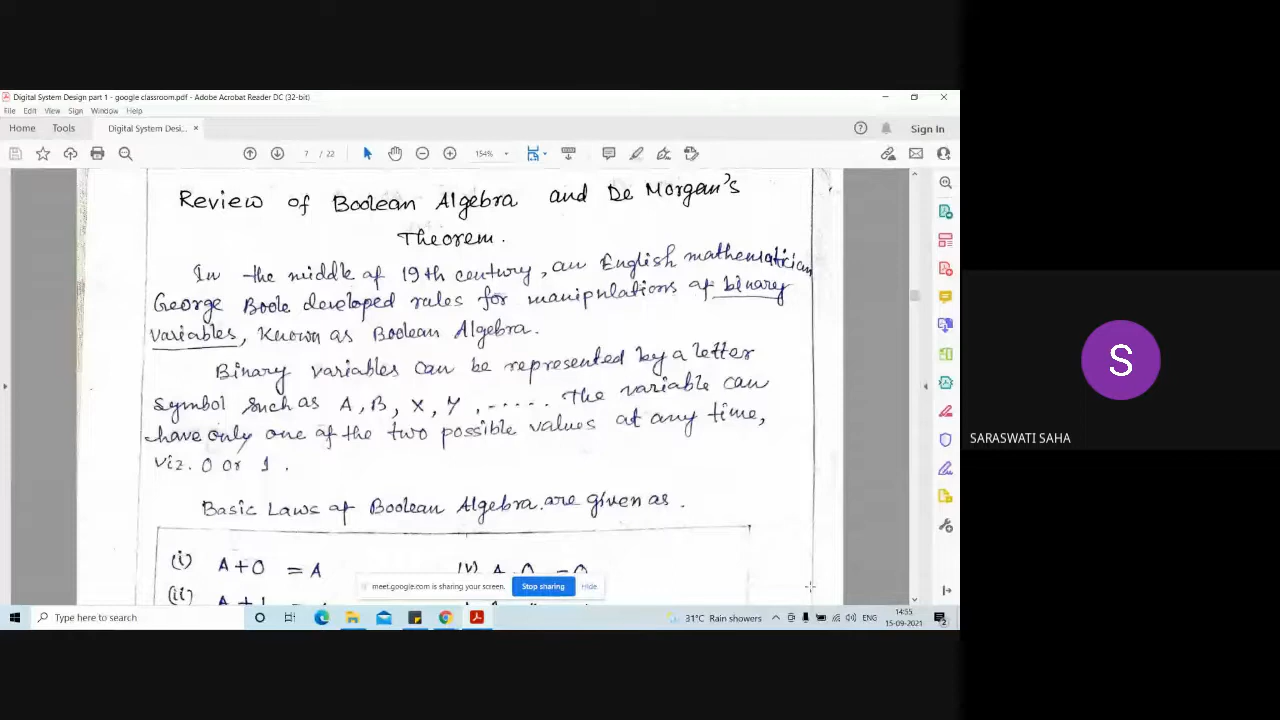 Digital System Design part 1 - google classroom.pdf - Adobe Acrobat Reader DC (32-bit)
File Edit View Sign Window Help
Home Tools Digital System Desi... × Sign In
7 / 22 154%
Review of Boolean Algebra and De Morgan's
Theorem.
In the middle of 19th century, an English mathematician
George Boole developed rules for manipulations of binary
variables, known as Boolean Algebra.
Binary variables can be represented by a letter
symbol such as A, B, X, Y, ...... The variable can
have only one of the two possible values at any time,
viz. 0 or 1.
Basic Laws of Boolean Algebra are given as.
(i) A+0 = A (v) A.0 = 0
(ii) A+1
meet.google.com is sharing your screen. Stop sharing Hide
S
SARASWATI SAHA
Type here to search 31°C Rain showers ENG 14:55
15-09-2021 2